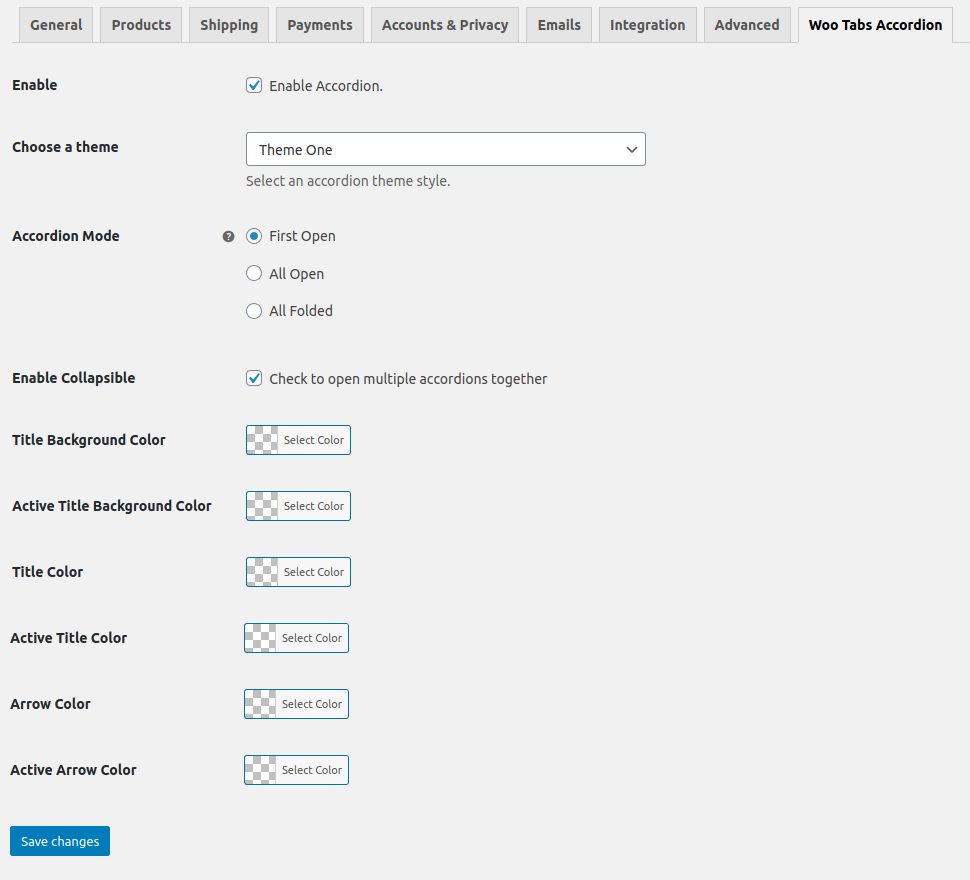 General Products Shipping Payments Accounts & Privacy Emails Integration Advanced Woo Tabs Accordion
Enable Enable Accordion.
Choose a theme Theme One
Select an accordion theme style.
Accordion Mode ? First Open
All Open
All Folded
Enable Collapsible Check to open multiple accordions together
Title Background Color Select Color
Active Title Background Color Select Color
Title Color Select Color
Active Title Color Select Color
Arrow Color Select Color
Active Arrow Color Select Color
Save changes